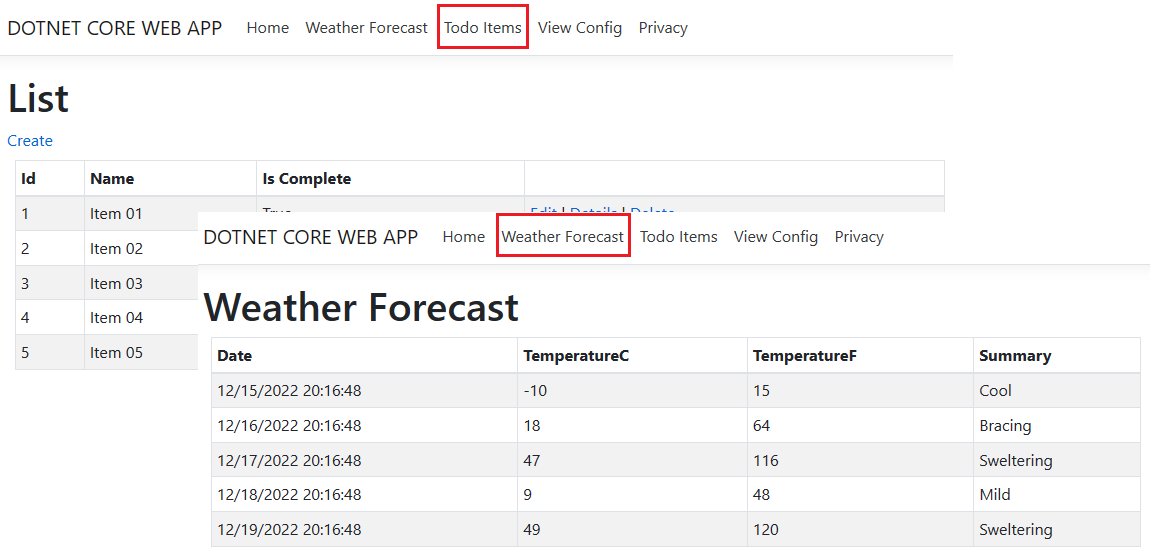 DOTNET CORE WEB APP Home Weather Forecast Todo Items View Config Privacy
List
Create
Id Name Is Complete
1 Item 01 True Edit | Details | Delete
2 Item 02
3 Item 03
4 Item 04
5 Item 05
DOTNET CORE WEB APP Home Weather Forecast Todo Items View Config Privacy
Weather Forecast
Date TemperatureC TemperatureF Summary
12/15/2022 20:16:48 -10 15 Cool
12/16/2022 20:16:48 18 64 Bracing
12/17/2022 20:16:48 47 116 Sweltering
12/18/2022 20:16:48 9 48 Mild
12/19/2022 20:16:48 49 120 Sweltering